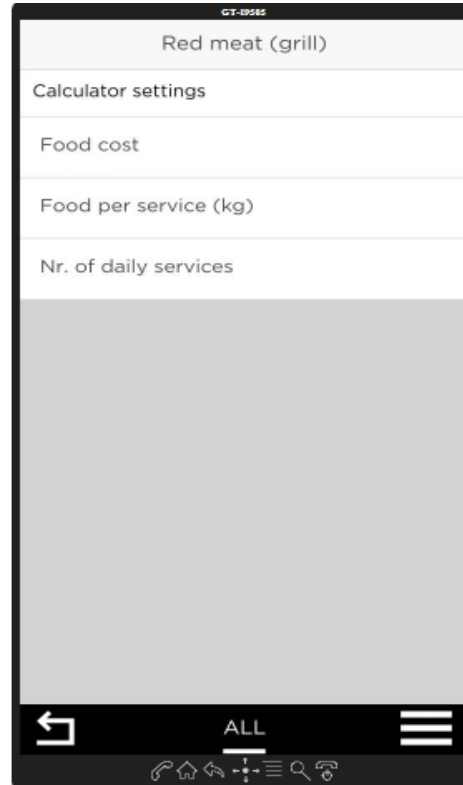 GT-I9505
Red meat (grill)
Calculator settings
Food cost
Food per service (kg)
Nr. of daily services
ALL